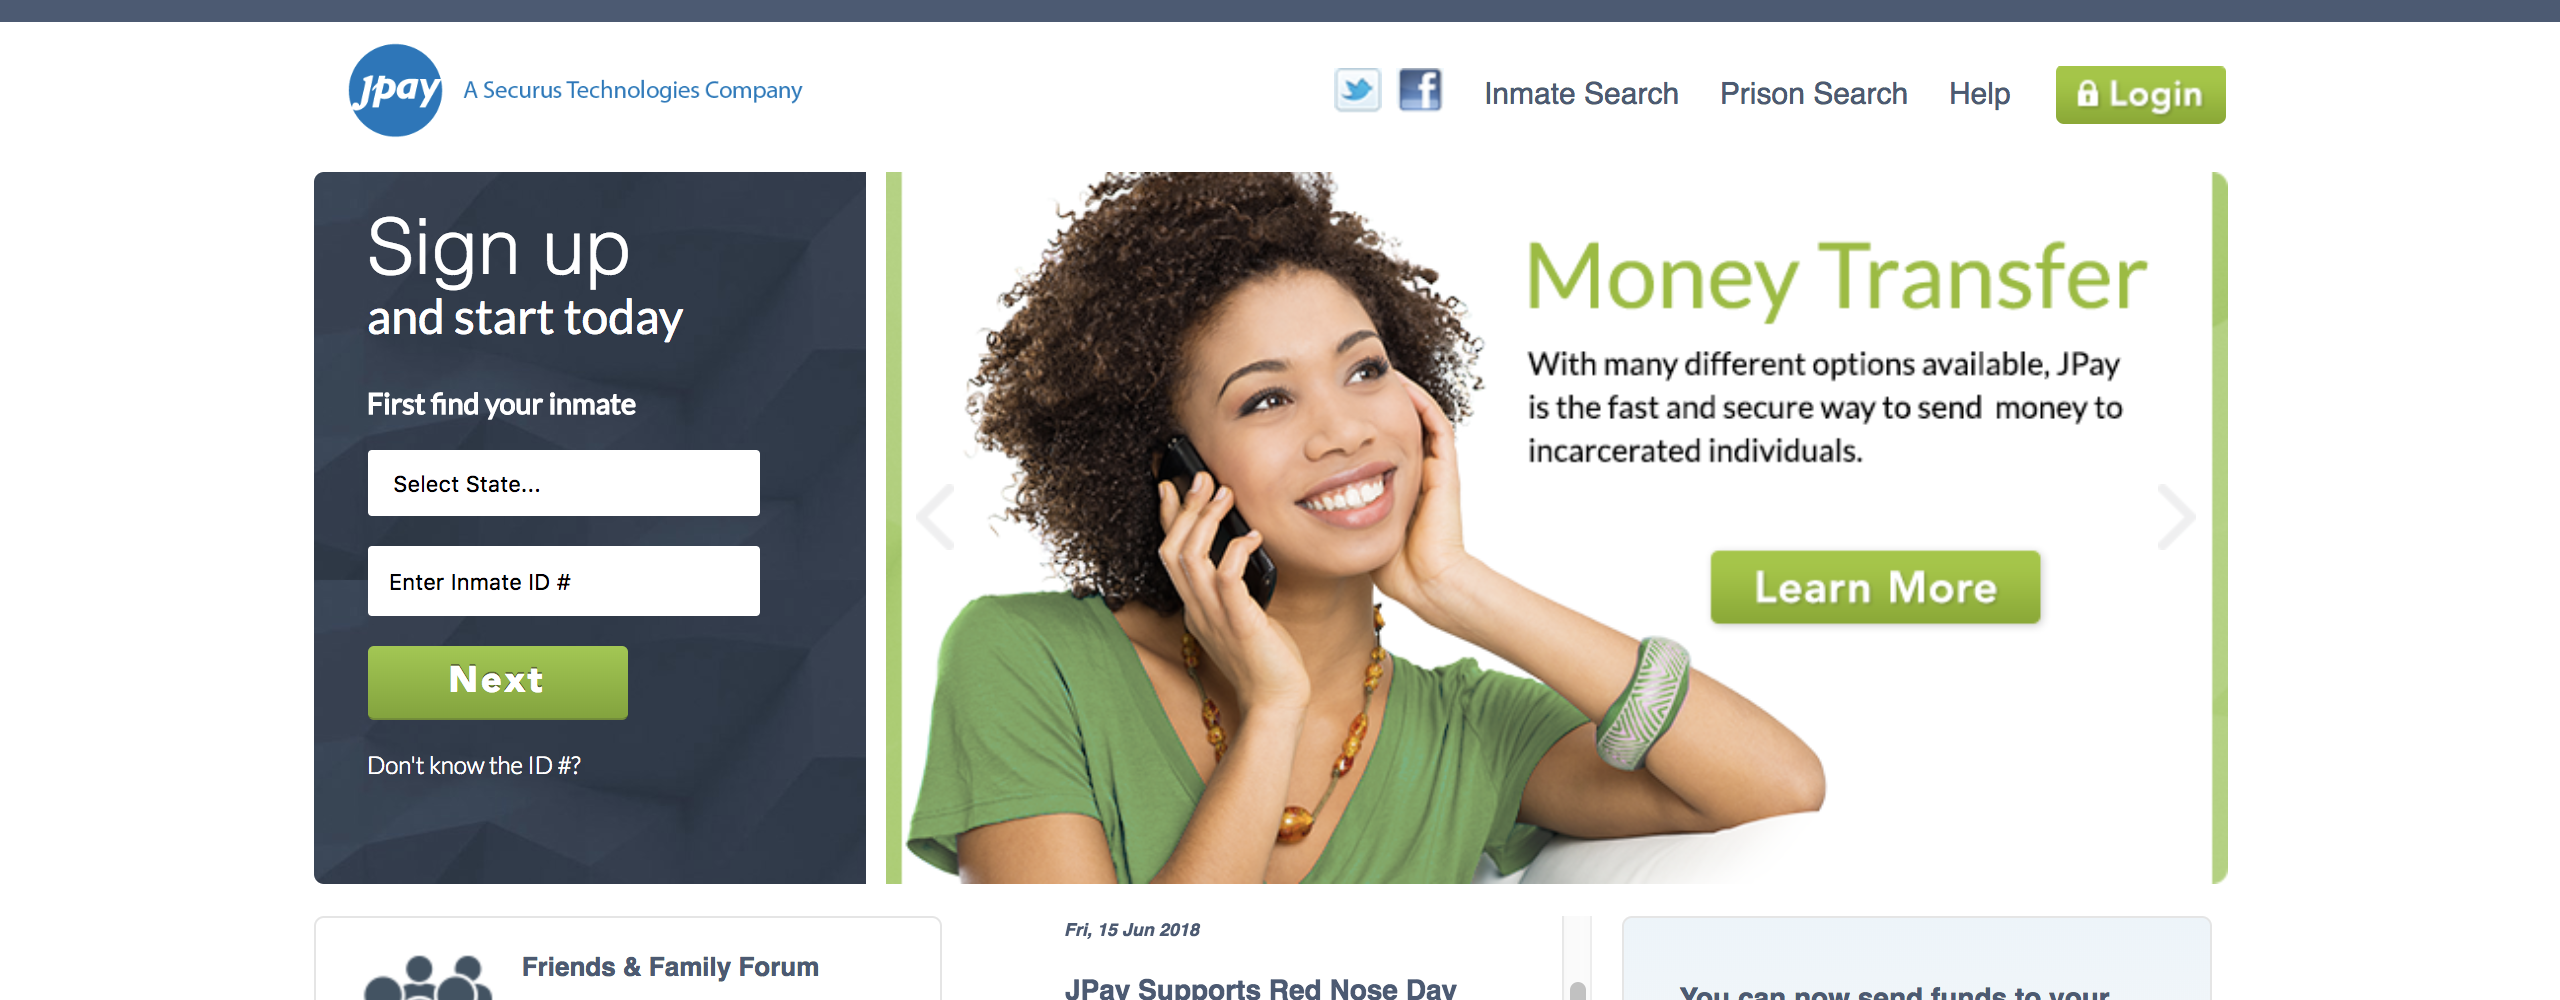 Jpay
A Securus Technologies Company
Inmate Search
Prison Search
Help
Login
Sign up
and start today
First find your inmate
Select State...
Enter Inmate ID #
Next
Don't know the ID #?
Money Transfer
With many different options available, JPay
is the fast and secure way to send money to
incarcerated individuals.
Learn More
Friends & Family Forum
Fri, 15 Jun 2018
JPay Supports Red Nose Day
You can now send funds to your